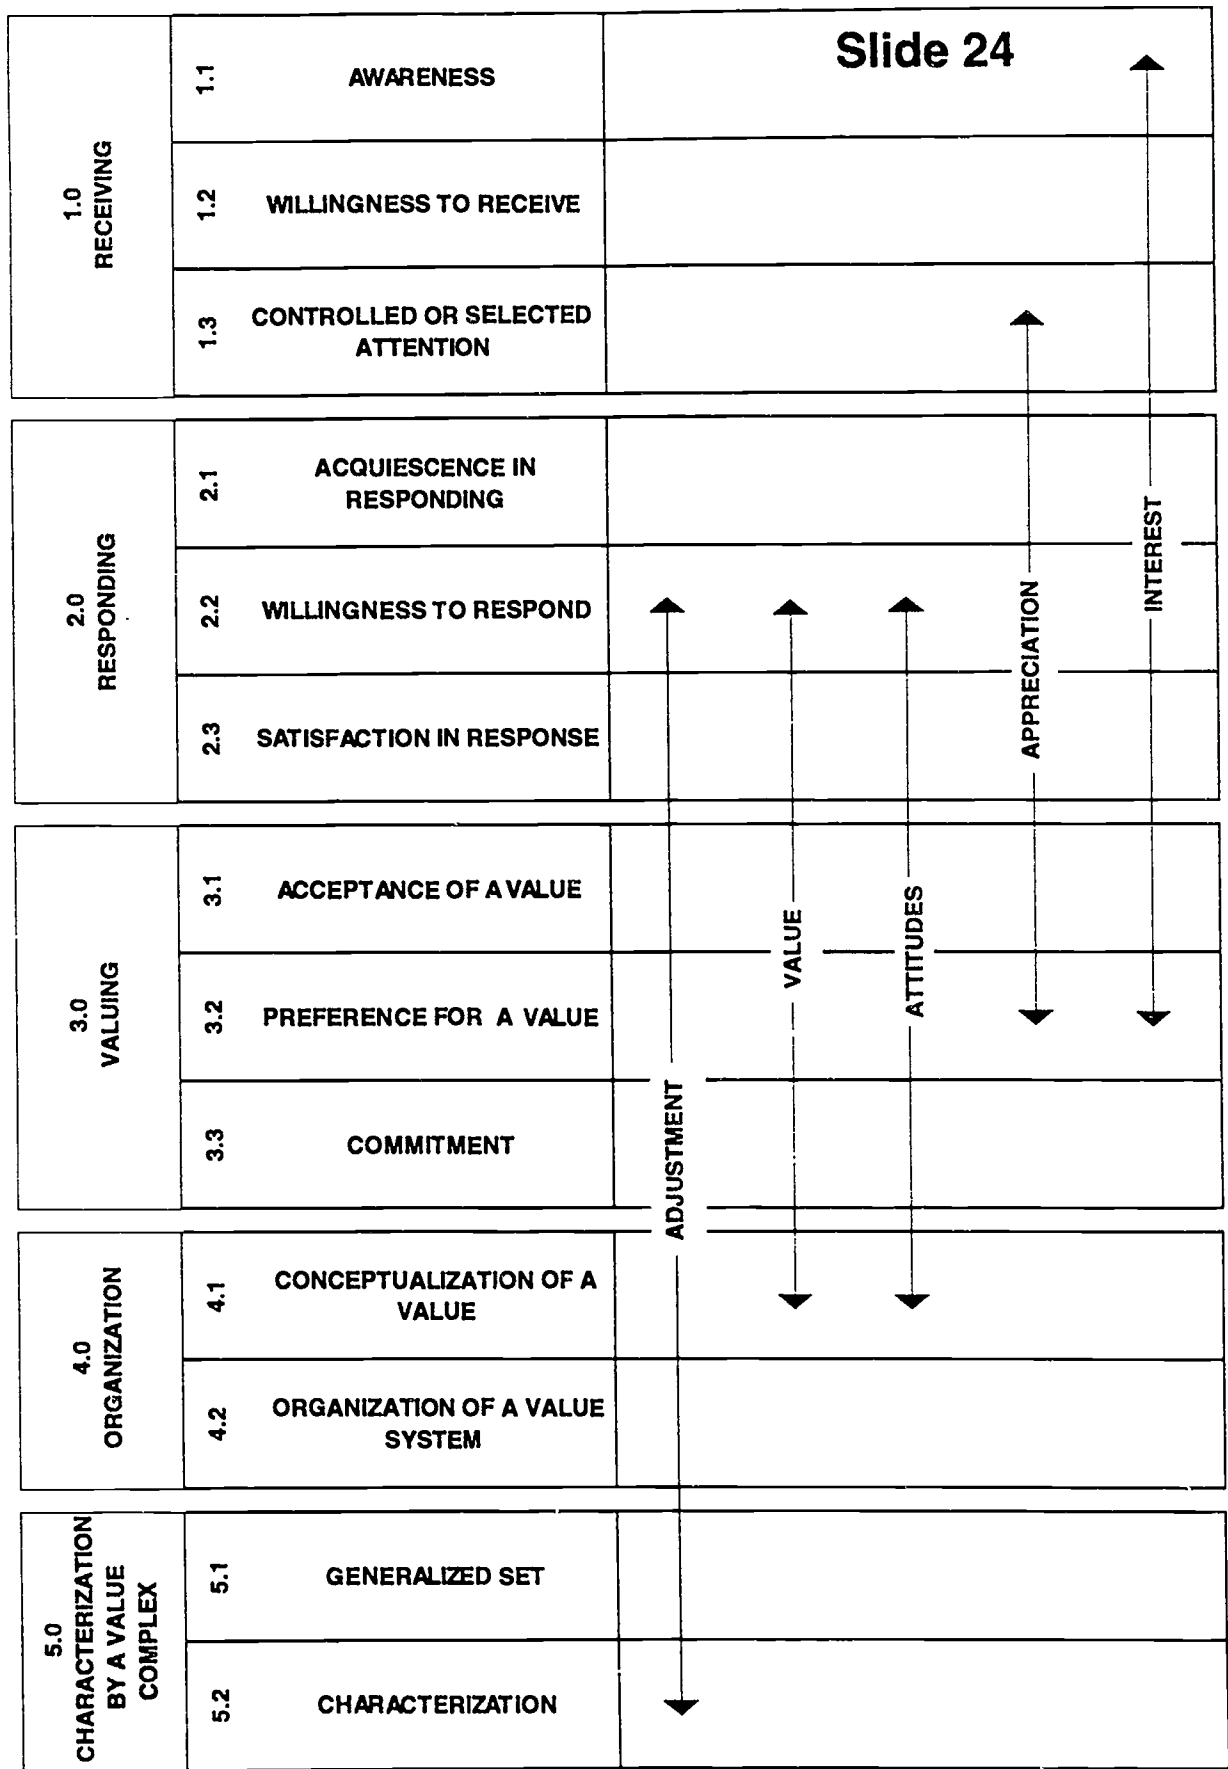 Slide 24
1.0
RECEIVING
1.1
AWARENESS
1.2
WILLINGNESS TO RECEIVE
1.3
CONTROLLED OR SELECTED
ATTENTION
2.0
RESPONDING
2.1
ACQUIESCENCE IN
RESPONDING
2.2
WILLINGNESS TO RESPOND
2.3
SATISFACTION IN RESPONSE
3.0
VALUING
3.1
ACCEPTANCE OF A VALUE
3.2
PREFERENCE FOR A VALUE
3.3
COMMITMENT
4.0
ORGANIZATION
4.1
CONCEPTUALIZATION OF A
VALUE
4.2
ORGANIZATION OF A VALUE
SYSTEM
5.0
CHARACTERIZATION
BY A VALUE
COMPLEX
5.1
GENERALIZED SET
5.2
CHARACTERIZATION
ADJUSTMENT
VALUE
ATTITUDES
APPRECIATION
INTEREST